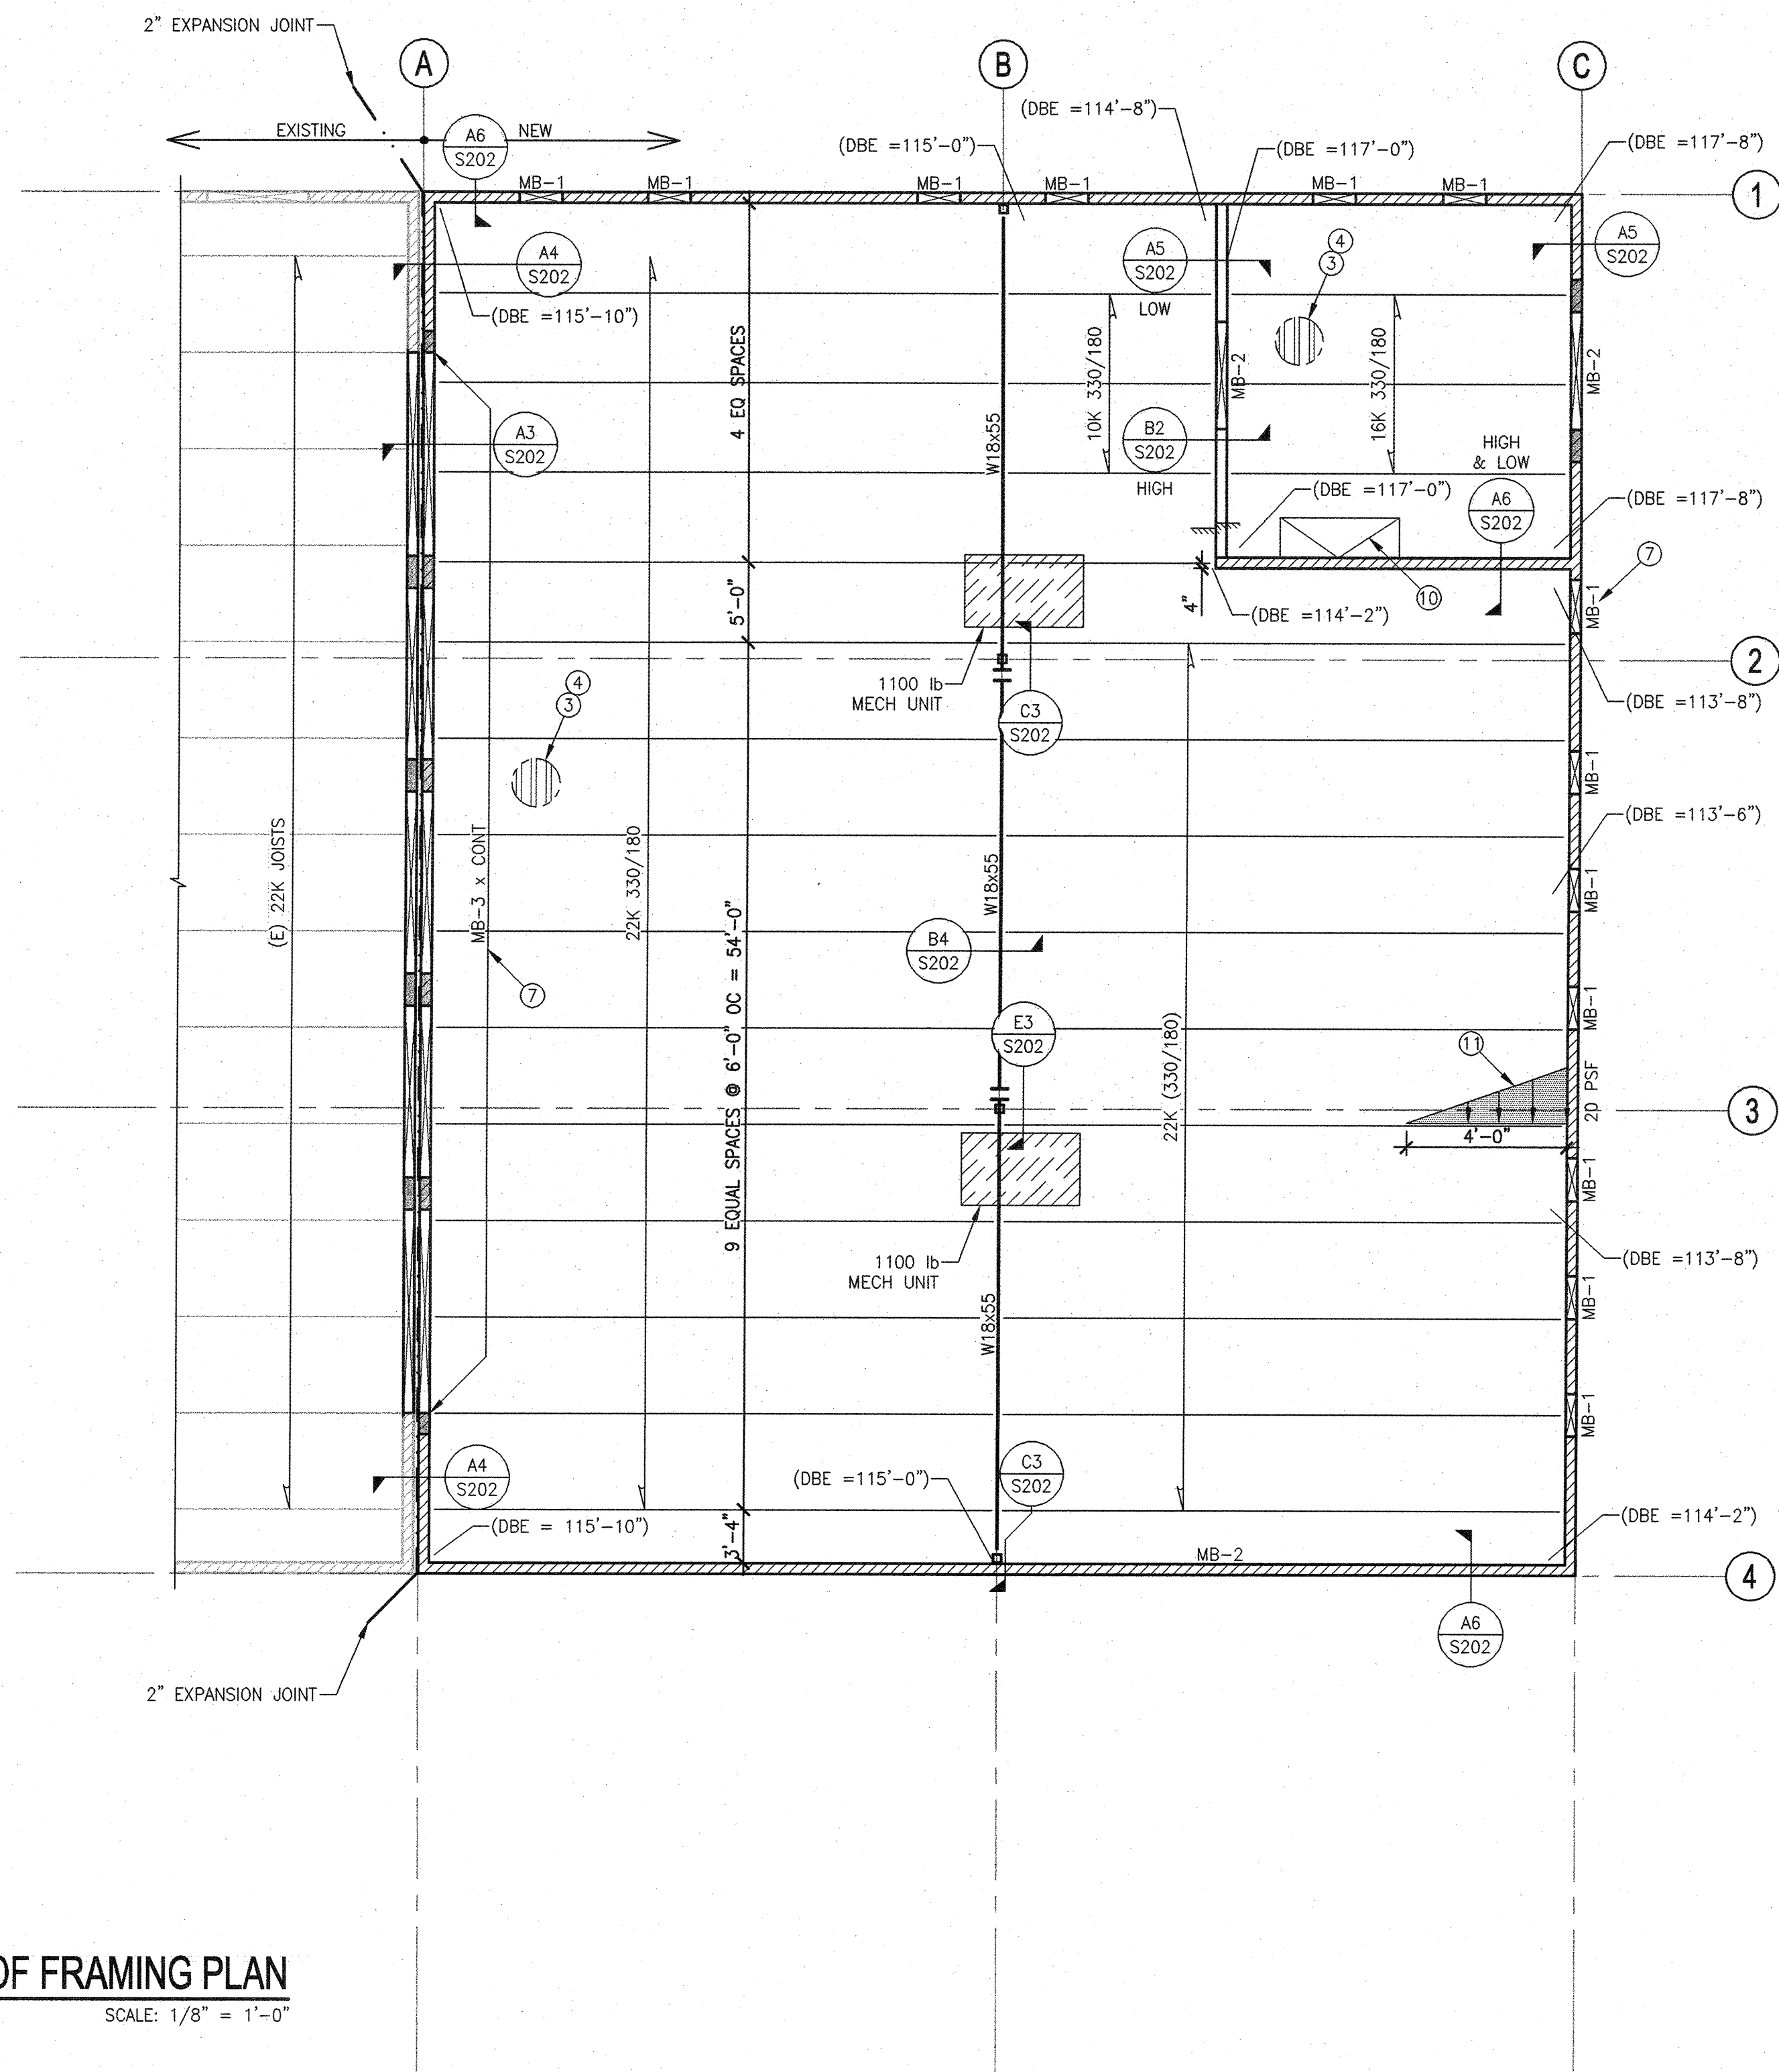 2" EXPANSION JOINT
A
B
C
EXISTING
NEW
A6
S202
(DBE =114'-8")
(DBE =115'-0")
(DBE =117'-0")
(DBE =117'-8")
MB-1
MB-1
MB-1
MB-1
MB-1
MB-1
1
A4
S202
(DBE =115'-10")
A5
S202
LOW
4
3
A5
S202
4 EQ SPACES
10K 330/180
16K 330/180
MB-2
MB-2
A3
S202
W18x55
B2
S202
HIGH
HIGH
& LOW
A6
S202
(DBE =117'-0")
(DBE =117'-8")
7
10
MB-1
5'-0"
4"
(DBE =114'-2")
2
1100 lb
MECH UNIT
C3
S202
(DBE =113'-8")
4
3
MB-1
(DBE =113'-6")
(E) 22K JOISTS
MB-3 x CONT
22K 330/180
W18x55
MB-1
9 EQUAL SPACES @ 6'-0" OC = 54'-0"
B4
S202
7
E3
S202
22K (330/180)
MB-1
11
20 PSF
3
4'-0"
MB-1
1100 lb
MECH UNIT
(DBE =113'-8")
W18x55
MB-1
MB-1
A4
S202
(DBE =115'-0")
C3
S202
(DBE = 115'-10")
3'-4"
(DBE =114'-2")
MB-2
4
A6
S202
2" EXPANSION JOINT
OF FRAMING PLAN
SCALE: 1/8" = 1'-0"